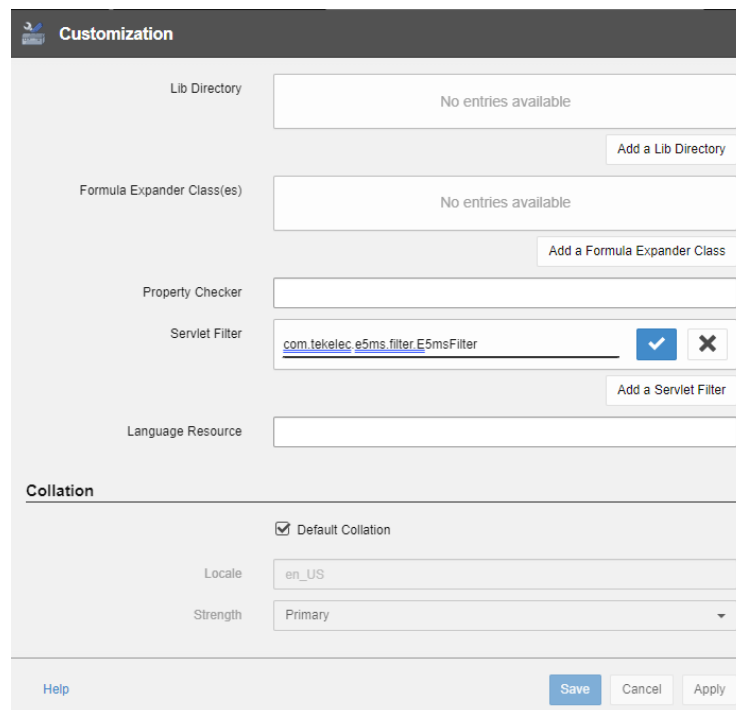 Customization
Lib Directory
No entries available
Add a Lib Directory
Formula Expander Class(es)
No entries available
Add a Formula Expander Class
Property Checker
Servlet Filter
com.tekelec.e5ms.filter.E5msFilter
Add a Servlet Filter
Language Resource
Collation
Default Collation
Locale
en_US
Strength
Primary
Help
Save
Cancel
Apply